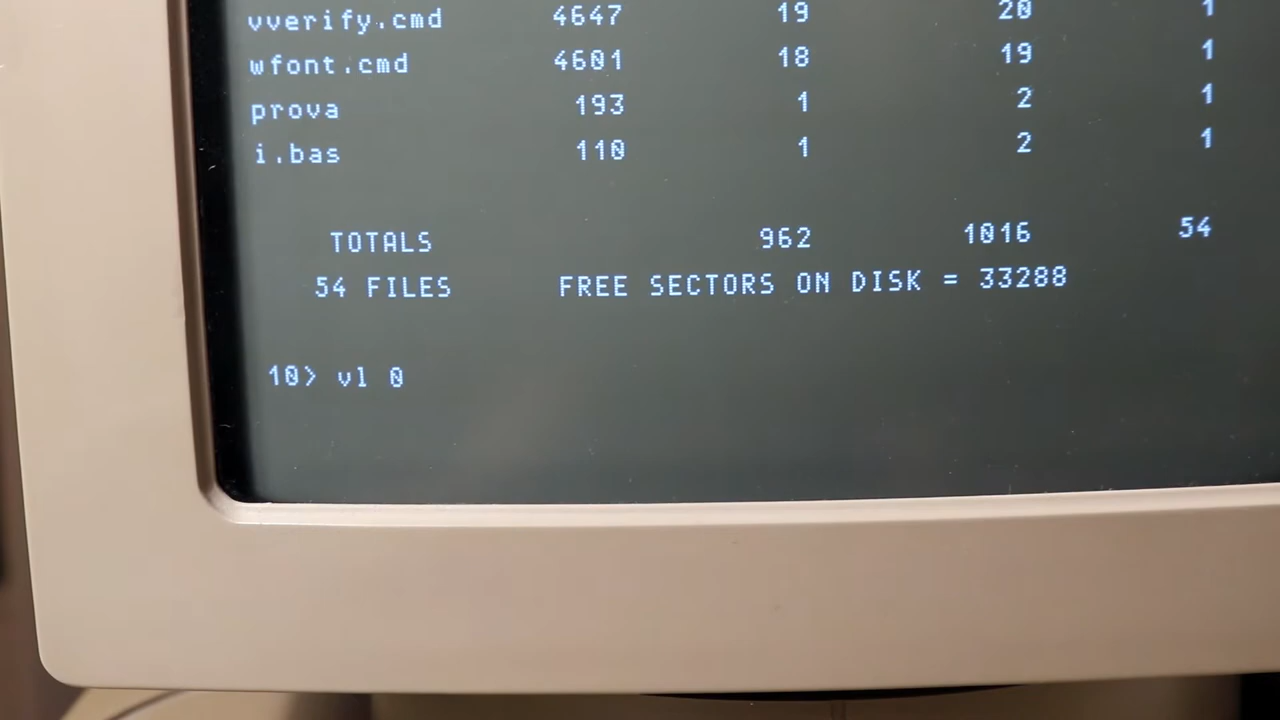 vverify.cmd 4647 19 20 1
wfont.cmd 4601 18 19 1
prova 193 1 2 1
i.bas 110 1 2 1
TOTALS 962 1016 54
54 FILES FREE SECTORS ON DISK = 33288
10> vl 0